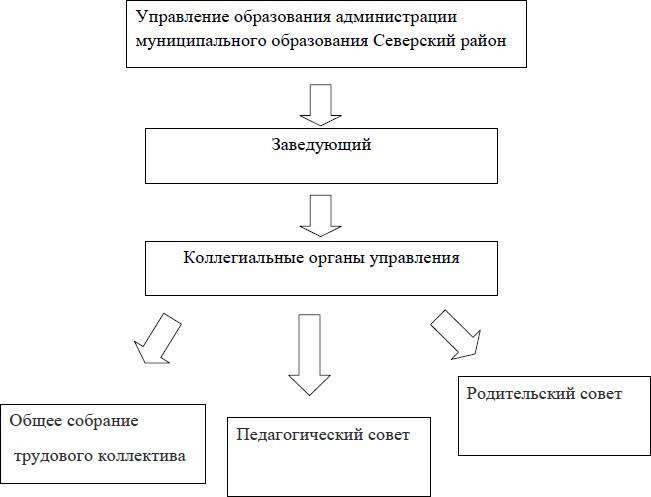 Управление образования администрации
муниципального образования Северский район
Заведующий
Коллегиальные органы управления
Общее собрание
трудового коллектива
Педагогический совет
Родительский совет